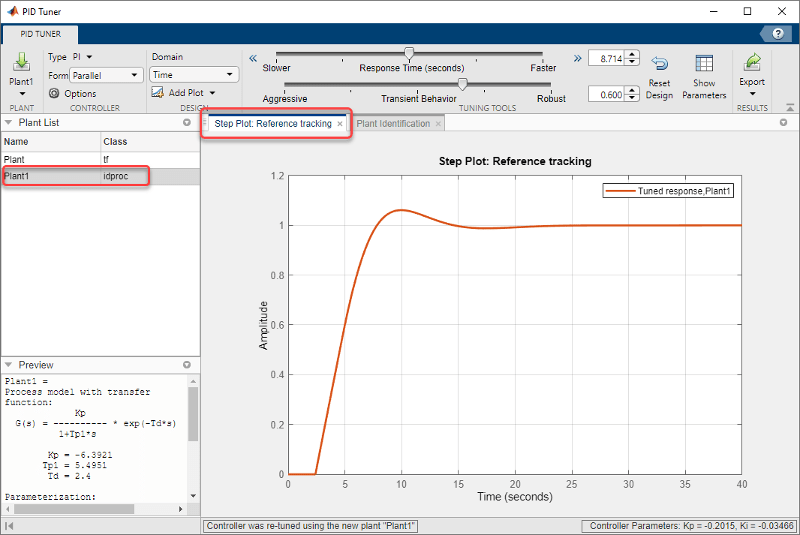 PID Tuner
PID TUNER
?
Plant1
PLANT
Type PI
Form Parallel
Options
CONTROLLER
Domain
Time
Add Plot
DESIGN
Slower Response Time (seconds) Faster
8.714
Aggressive Transient Behavior Robust
0.600
TUNING TOOLS
Reset Design
Show Parameters
Export
RESULTS
Plant List
Name Class
Plant tf
Plant1 idproc
Preview
Plant1 =
Process model with transfer
function:
Kp
G(s) = ---------- * exp(-Td*s)
1+Tp1*s
Kp = -6.3921
Tp1 = 5.4951
Td = 2.4
Parameterization:
Step Plot: Reference tracking
Plant Identification
Step Plot: Reference tracking
Tuned response,Plant1
Amplitude
1.2
1
0.8
0.6
0.4
0.2
0
0 5 10 15 20 25 30 35 40
Time (seconds)
Controller was re-tuned using the new plant "Plant1"
Controller Parameters: Kp = -0.2015, Ki = -0.03466